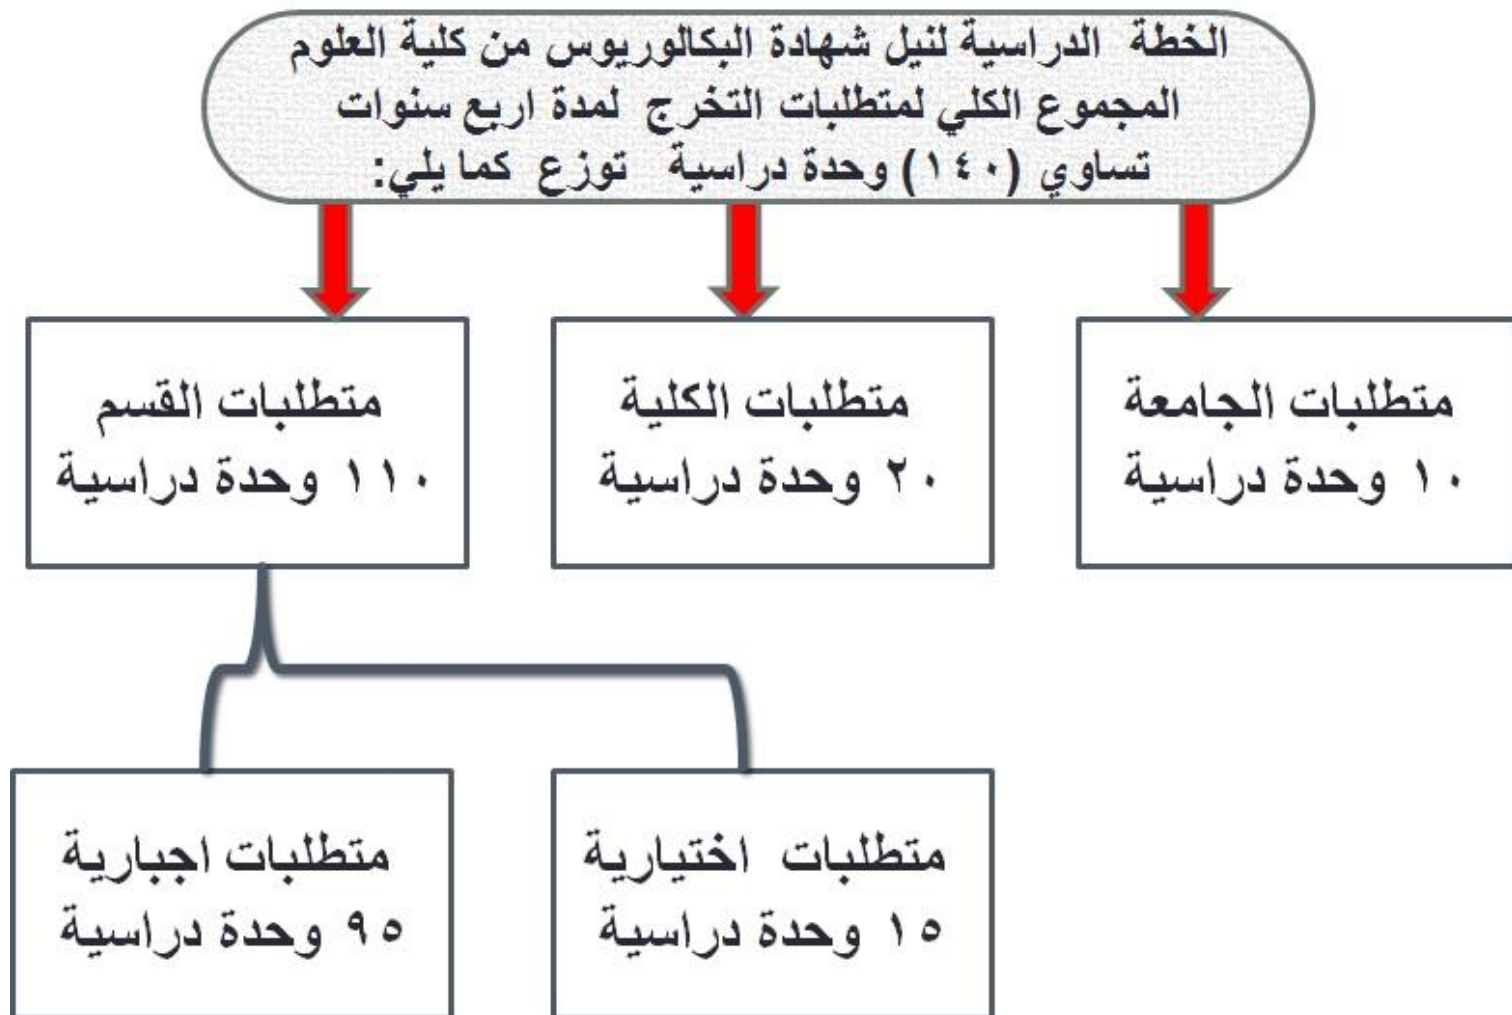 الخطة الدراسية لنيل شهادة البكالوريوس من كلية العلوم
المجموع الكلي لمتطلبات التخرج لمدة اربع سنوات
تساوي (١٤٠) وحدة دراسية توزع كما يلي:
متطلبات الجامعة
١٠ وحدة دراسية
متطلبات الكلية
٢٠ وحدة دراسية
متطلبات القسم
١١٠ وحدة دراسية
متطلبات اختيارية
١٥ وحدة دراسية
متطلبات اجبارية
٩٥ وحدة دراسية